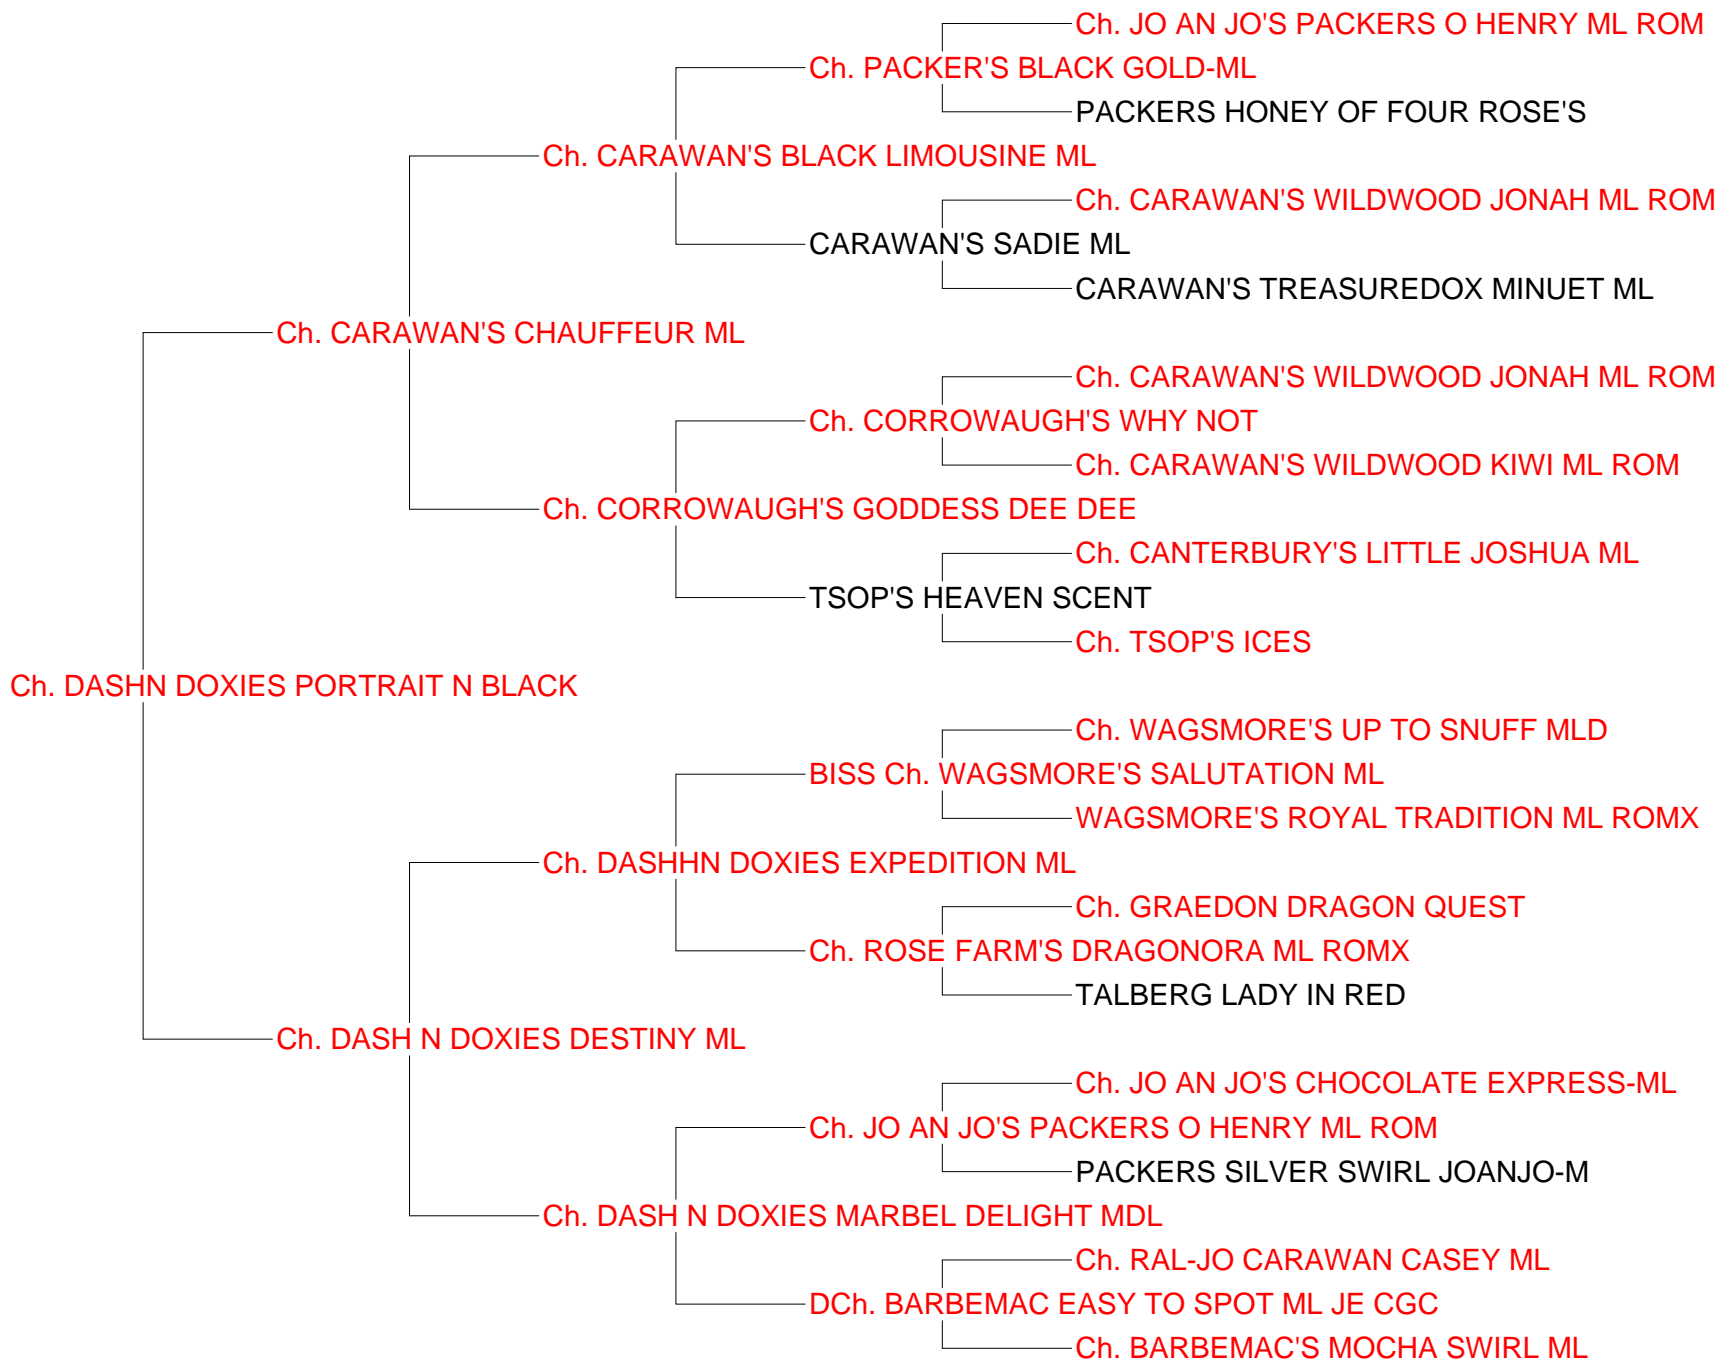 Ch. JO AN JO'S PACKERS O HENRY ML ROM
Ch. PACKER'S BLACK GOLD-ML
PACKERS HONEY OF FOUR ROSE'S
Ch. CARAWAN'S BLACK LIMOUSINE ML
Ch. CARAWAN'S WILDWOOD JONAH ML ROM
CARAWAN'S SADIE ML
CARAWAN'S TREASUREDOX MINUET ML
Ch. CARAWAN'S CHAUFFEUR ML
Ch. CARAWAN'S WILDWOOD JONAH ML ROM
Ch. CORROWAUGH'S WHY NOT
Ch. CARAWAN'S WILDWOOD KIWI ML ROM
Ch. CORROWAUGH'S GODDESS DEE DEE
Ch. CANTERBURY'S LITTLE JOSHUA ML
TSOP'S HEAVEN SCENT
Ch. TSOP'S ICES
Ch. DASHN DOXIES PORTRAIT N BLACK
Ch. WAGSMORE'S UP TO SNUFF MLD
BISS Ch. WAGSMORE'S SALUTATION ML
WAGSMORE'S ROYAL TRADITION ML ROMX
Ch. DASHHN DOXIES EXPEDITION ML
Ch. GRAEDON DRAGON QUEST
Ch. ROSE FARM'S DRAGONORA ML ROMX
TALBERG LADY IN RED
Ch. DASH N DOXIES DESTINY ML
Ch. JO AN JO'S CHOCOLATE EXPRESS-ML
Ch. JO AN JO'S PACKERS O HENRY ML ROM
PACKERS SILVER SWIRL JOANJO-M
Ch. DASH N DOXIES MARBEL DELIGHT MDL
Ch. RAL-JO CARAWAN CASEY ML
DCh. BARBEMAC EASY TO SPOT ML JE CGC
Ch. BARBEMAC'S MOCHA SWIRL ML